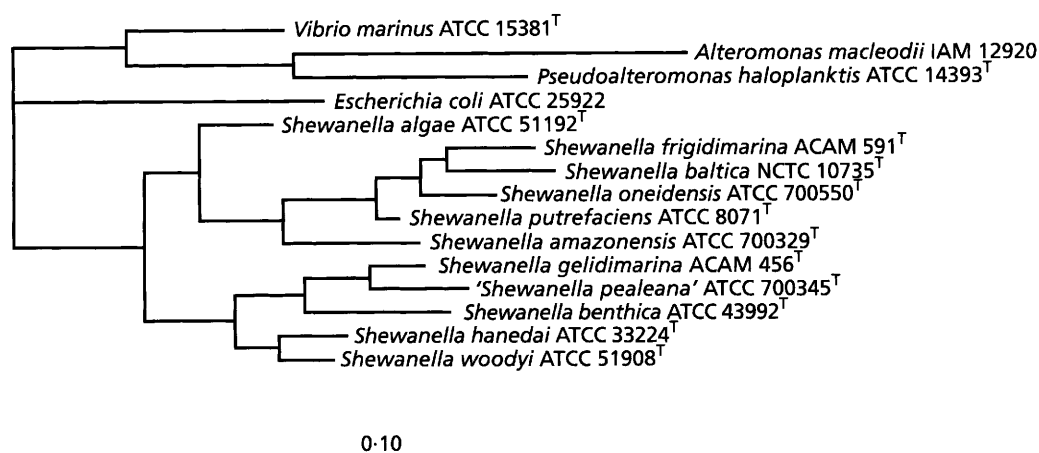 Vibrio marinus ATCC 15381T
Alteromonas macleodii IAM 12920
Pseudoalteromonas haloplanktis ATCC 14393T
Escherichia coli ATCC 25922
Shewanella algae ATCC 51192T
Shewanella frigidimarina ACAM 591T
Shewanella baltica NCTC 10735T
Shewanella oneidensis ATCC 700550T
Shewanella putrefaciens ATCC 8071T
Shewanella amazonensis ATCC 700329T
Shewanella gelidimarina ACAM 456T
'Shewanella pealeana' ATCC 700345T
Shewanella benthica ATCC 43992T
Shewanella hanedai ATCC 33224T
Shewanella woodyi ATCC 51908T
0·10